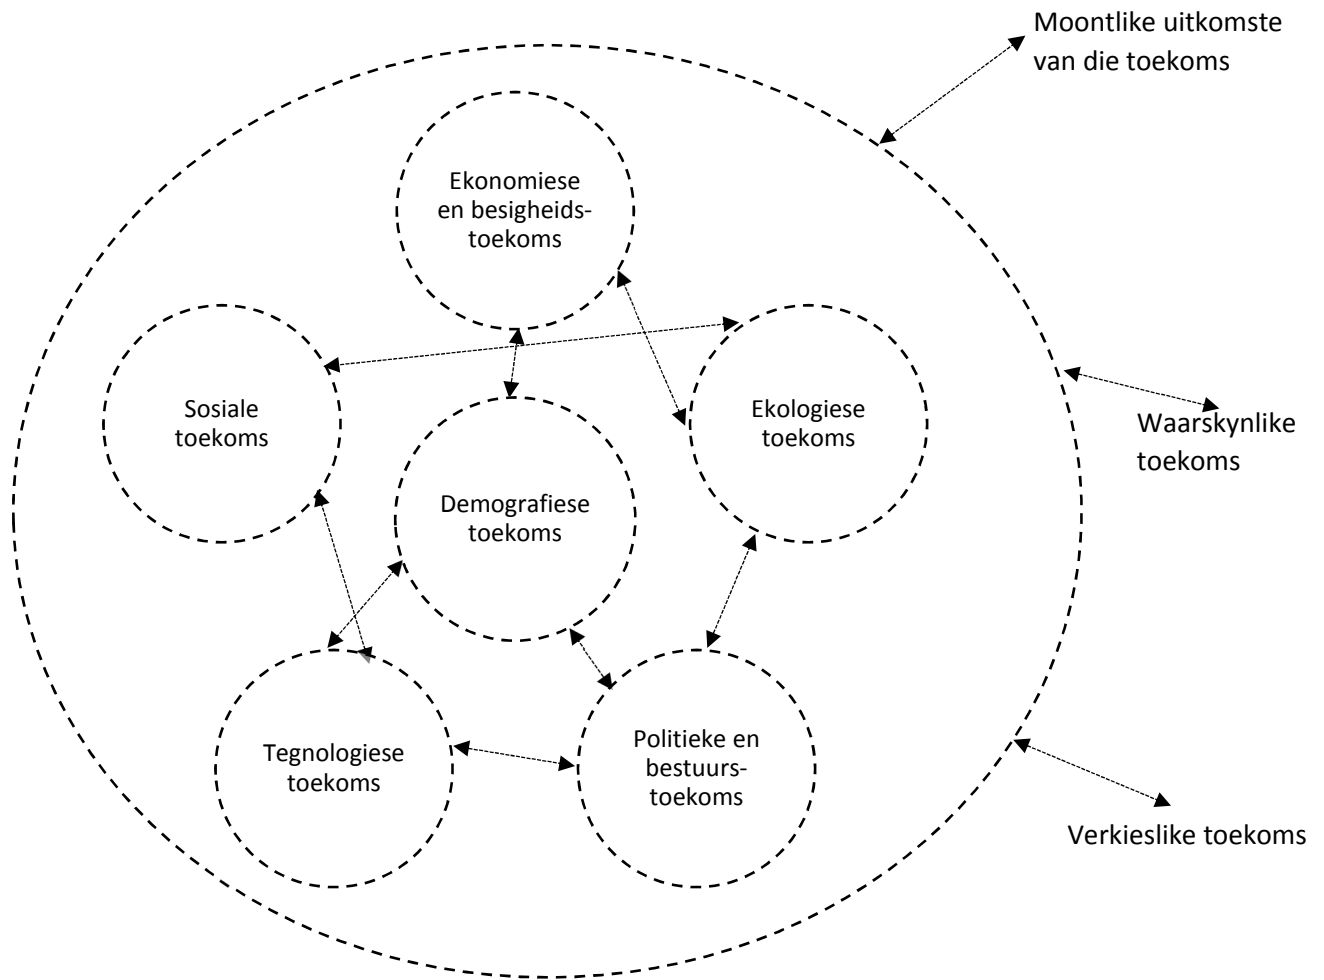 Moontlike uitkomste
van die toekoms
Ekonomiese
en besigheids-
toekoms
Sosiale
toekoms
Ekologiese
toekoms
Waarskynlike
toekoms
Demografiese
toekoms
Tegnologiese
toekoms
Politieke en
bestuurs-
toekoms
Verkieslike toekoms